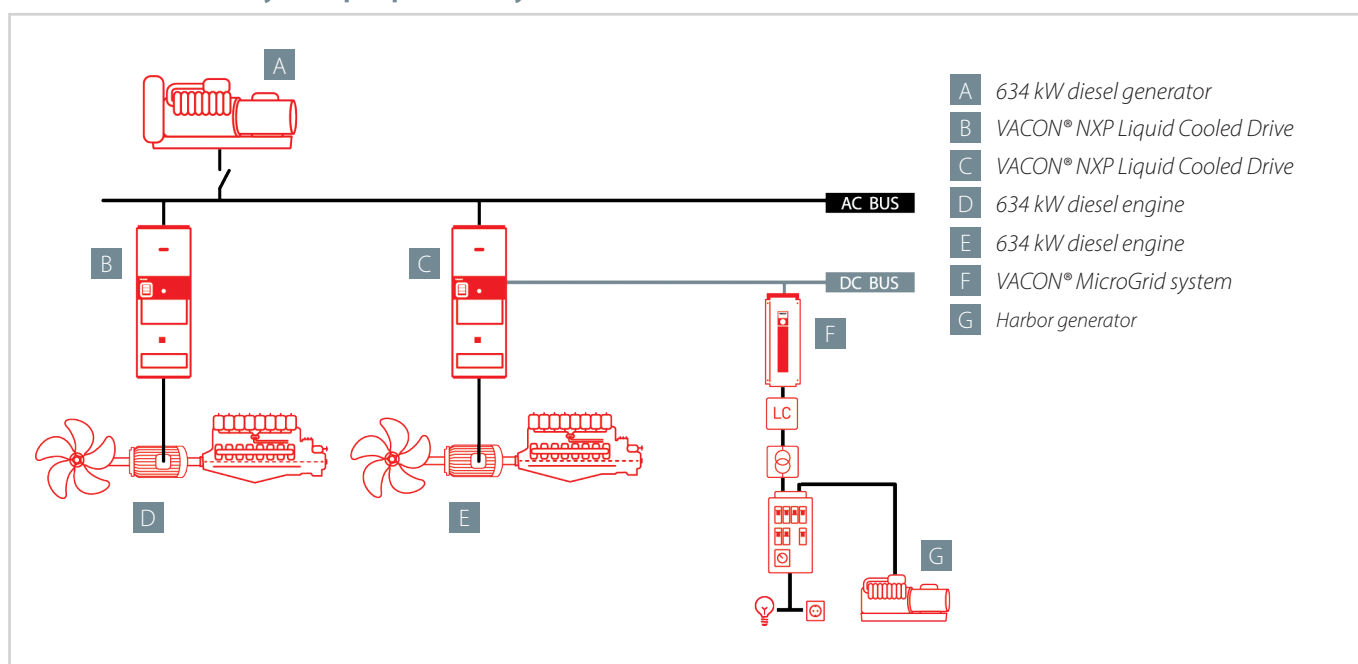 A
A 634 kW diesel generator
B VACON® NXP Liquid Cooled Drive
C VACON® NXP Liquid Cooled Drive
D 634 kW diesel engine
E 634 kW diesel engine
F VACON® MicroGrid system
G Harbor generator
AC BUS
B
C
DC BUS
F
LC
D
E
G